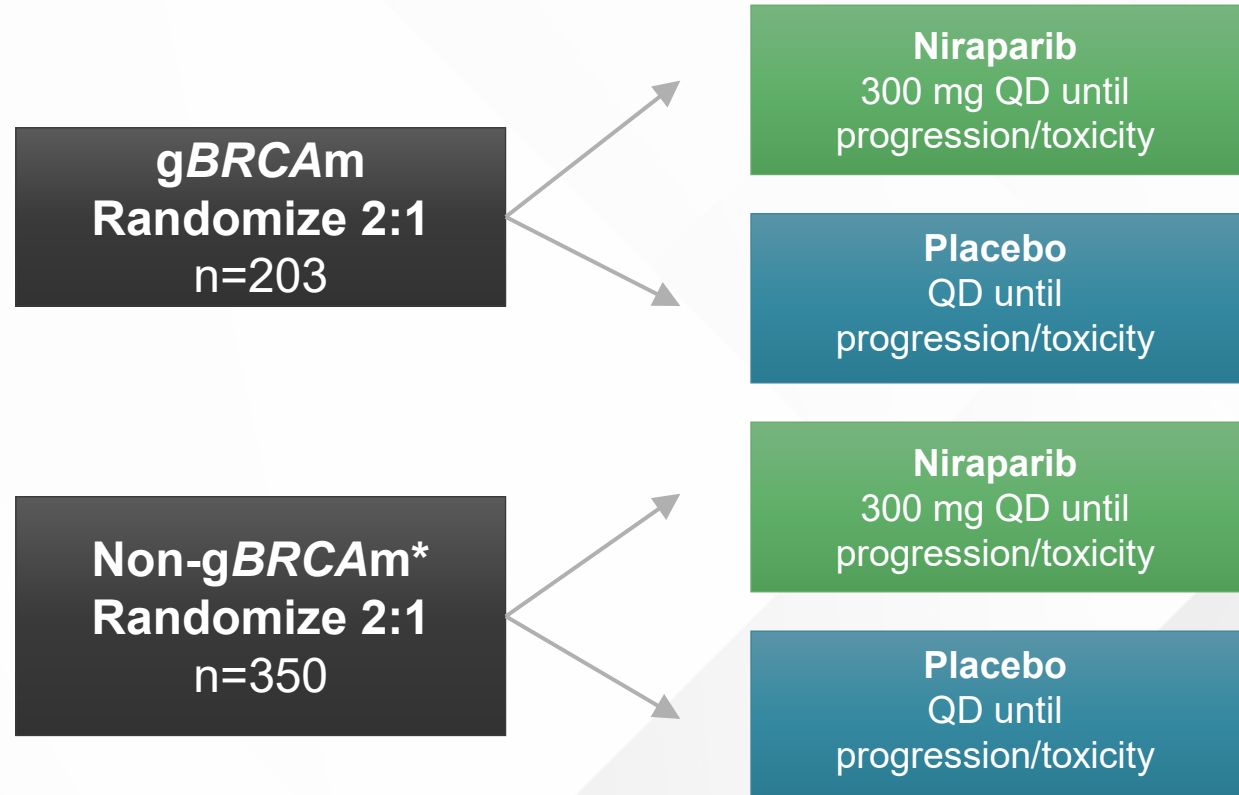 gBRCAm
Randomize 2:1
n=203
Niraparib
300 mg QD until
progression/toxicity
Placebo
QD until
progression/toxicity
Non-gBRCAm*
Randomize 2:1
n=350
Niraparib
300 mg QD until
progression/toxicity
Placebo
QD until
progression/toxicity